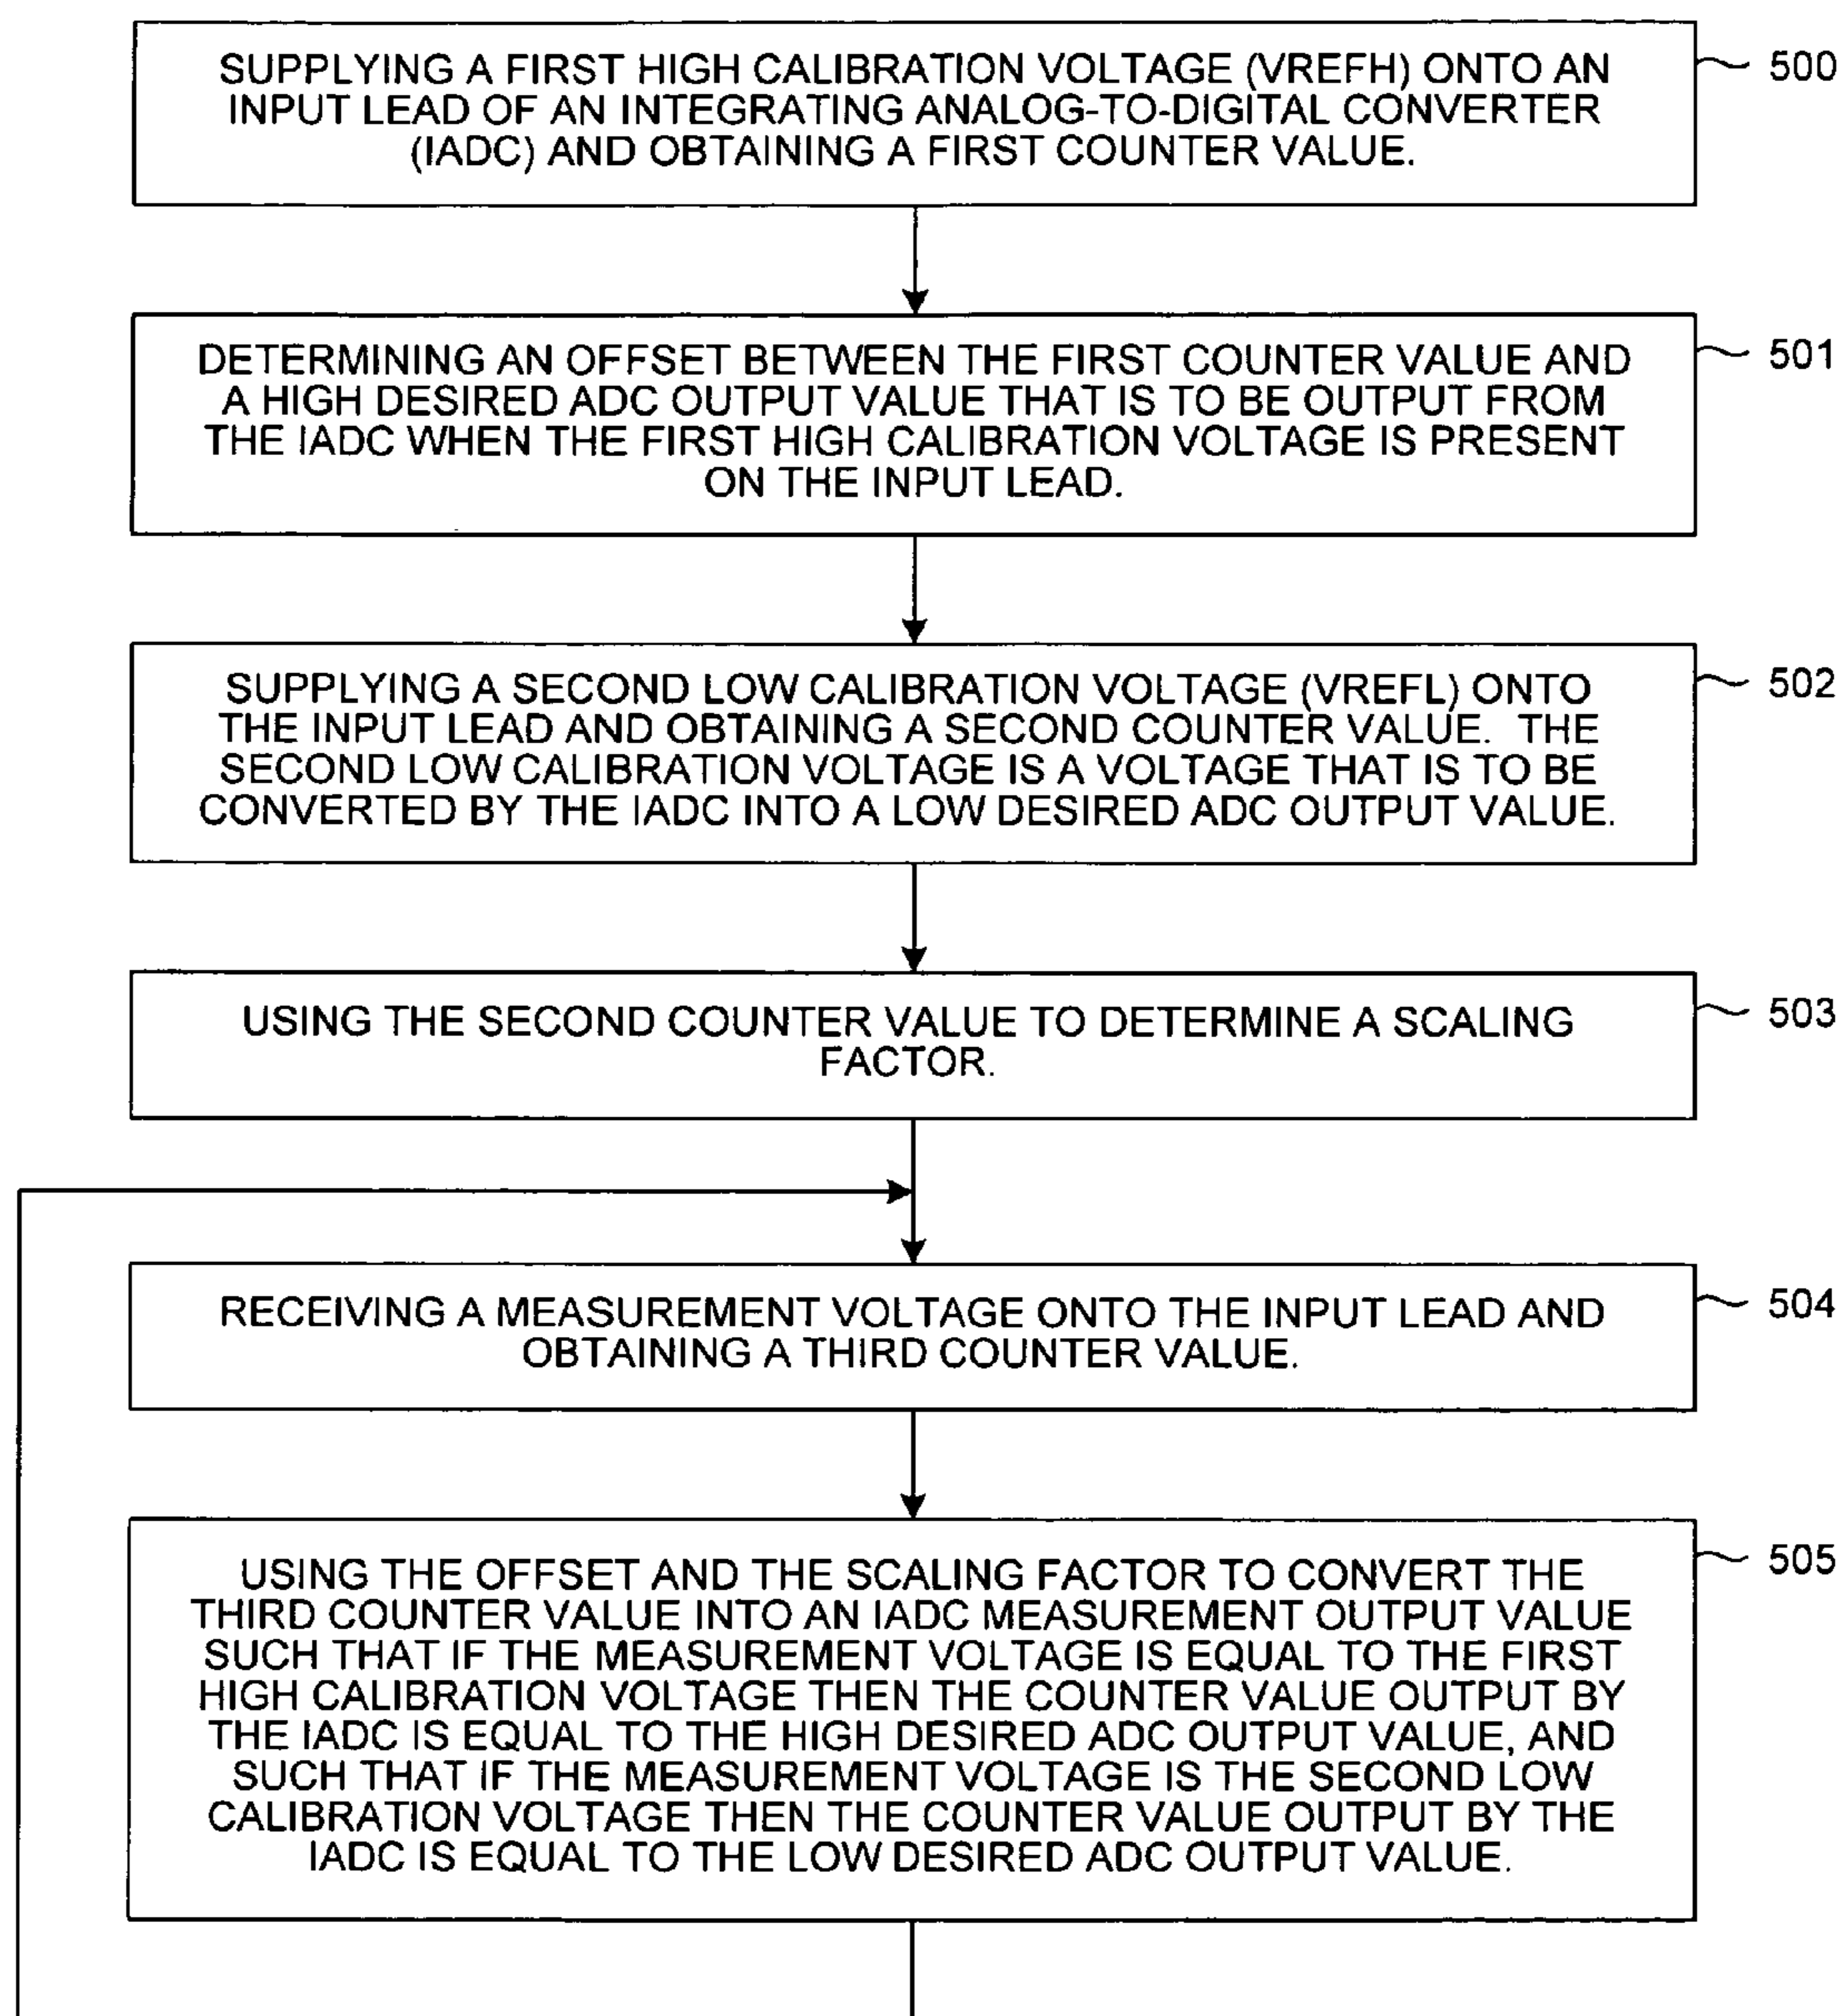 SUPPLYING A FIRST HIGH CALIBRATION VOLTAGE (VREFH) ONTO AN
INPUT LEAD OF AN INTEGRATING ANALOG-TO-DIGITAL CONVERTER
(IADC) AND OBTAINING A FIRST COUNTER VALUE.
500
DETERMINING AN OFFSET BETWEEN THE FIRST COUNTER VALUE AND
A HIGH DESIRED ADC OUTPUT VALUE THAT IS TO BE OUTPUT FROM
THE IADC WHEN THE FIRST HIGH CALIBRATION VOLTAGE IS PRESENT
ON THE INPUT LEAD.
501
SUPPLYING A SECOND LOW CALIBRATION VOLTAGE (VREFL) ONTO
THE INPUT LEAD AND OBTAINING A SECOND COUNTER VALUE. THE
SECOND LOW CALIBRATION VOLTAGE IS A VOLTAGE THAT IS TO BE
CONVERTED BY THE IADC INTO A LOW DESIRED ADC OUTPUT VALUE.
502
USING THE SECOND COUNTER VALUE TO DETERMINE A SCALING
FACTOR.
503
RECEIVING A MEASUREMENT VOLTAGE ONTO THE INPUT LEAD AND
OBTAINING A THIRD COUNTER VALUE.
504
USING THE OFFSET AND THE SCALING FACTOR TO CONVERT THE
THIRD COUNTER VALUE INTO AN IADC MEASUREMENT OUTPUT VALUE
SUCH THAT IF THE MEASUREMENT VOLTAGE IS EQUAL TO THE FIRST
HIGH CALIBRATION VOLTAGE THEN THE COUNTER VALUE OUTPUT BY
THE IADC IS EQUAL TO THE HIGH DESIRED ADC OUTPUT VALUE, AND
SUCH THAT IF THE MEASUREMENT VOLTAGE IS THE SECOND LOW
CALIBRATION VOLTAGE THEN THE COUNTER VALUE OUTPUT BY THE
IADC IS EQUAL TO THE LOW DESIRED ADC OUTPUT VALUE.
505